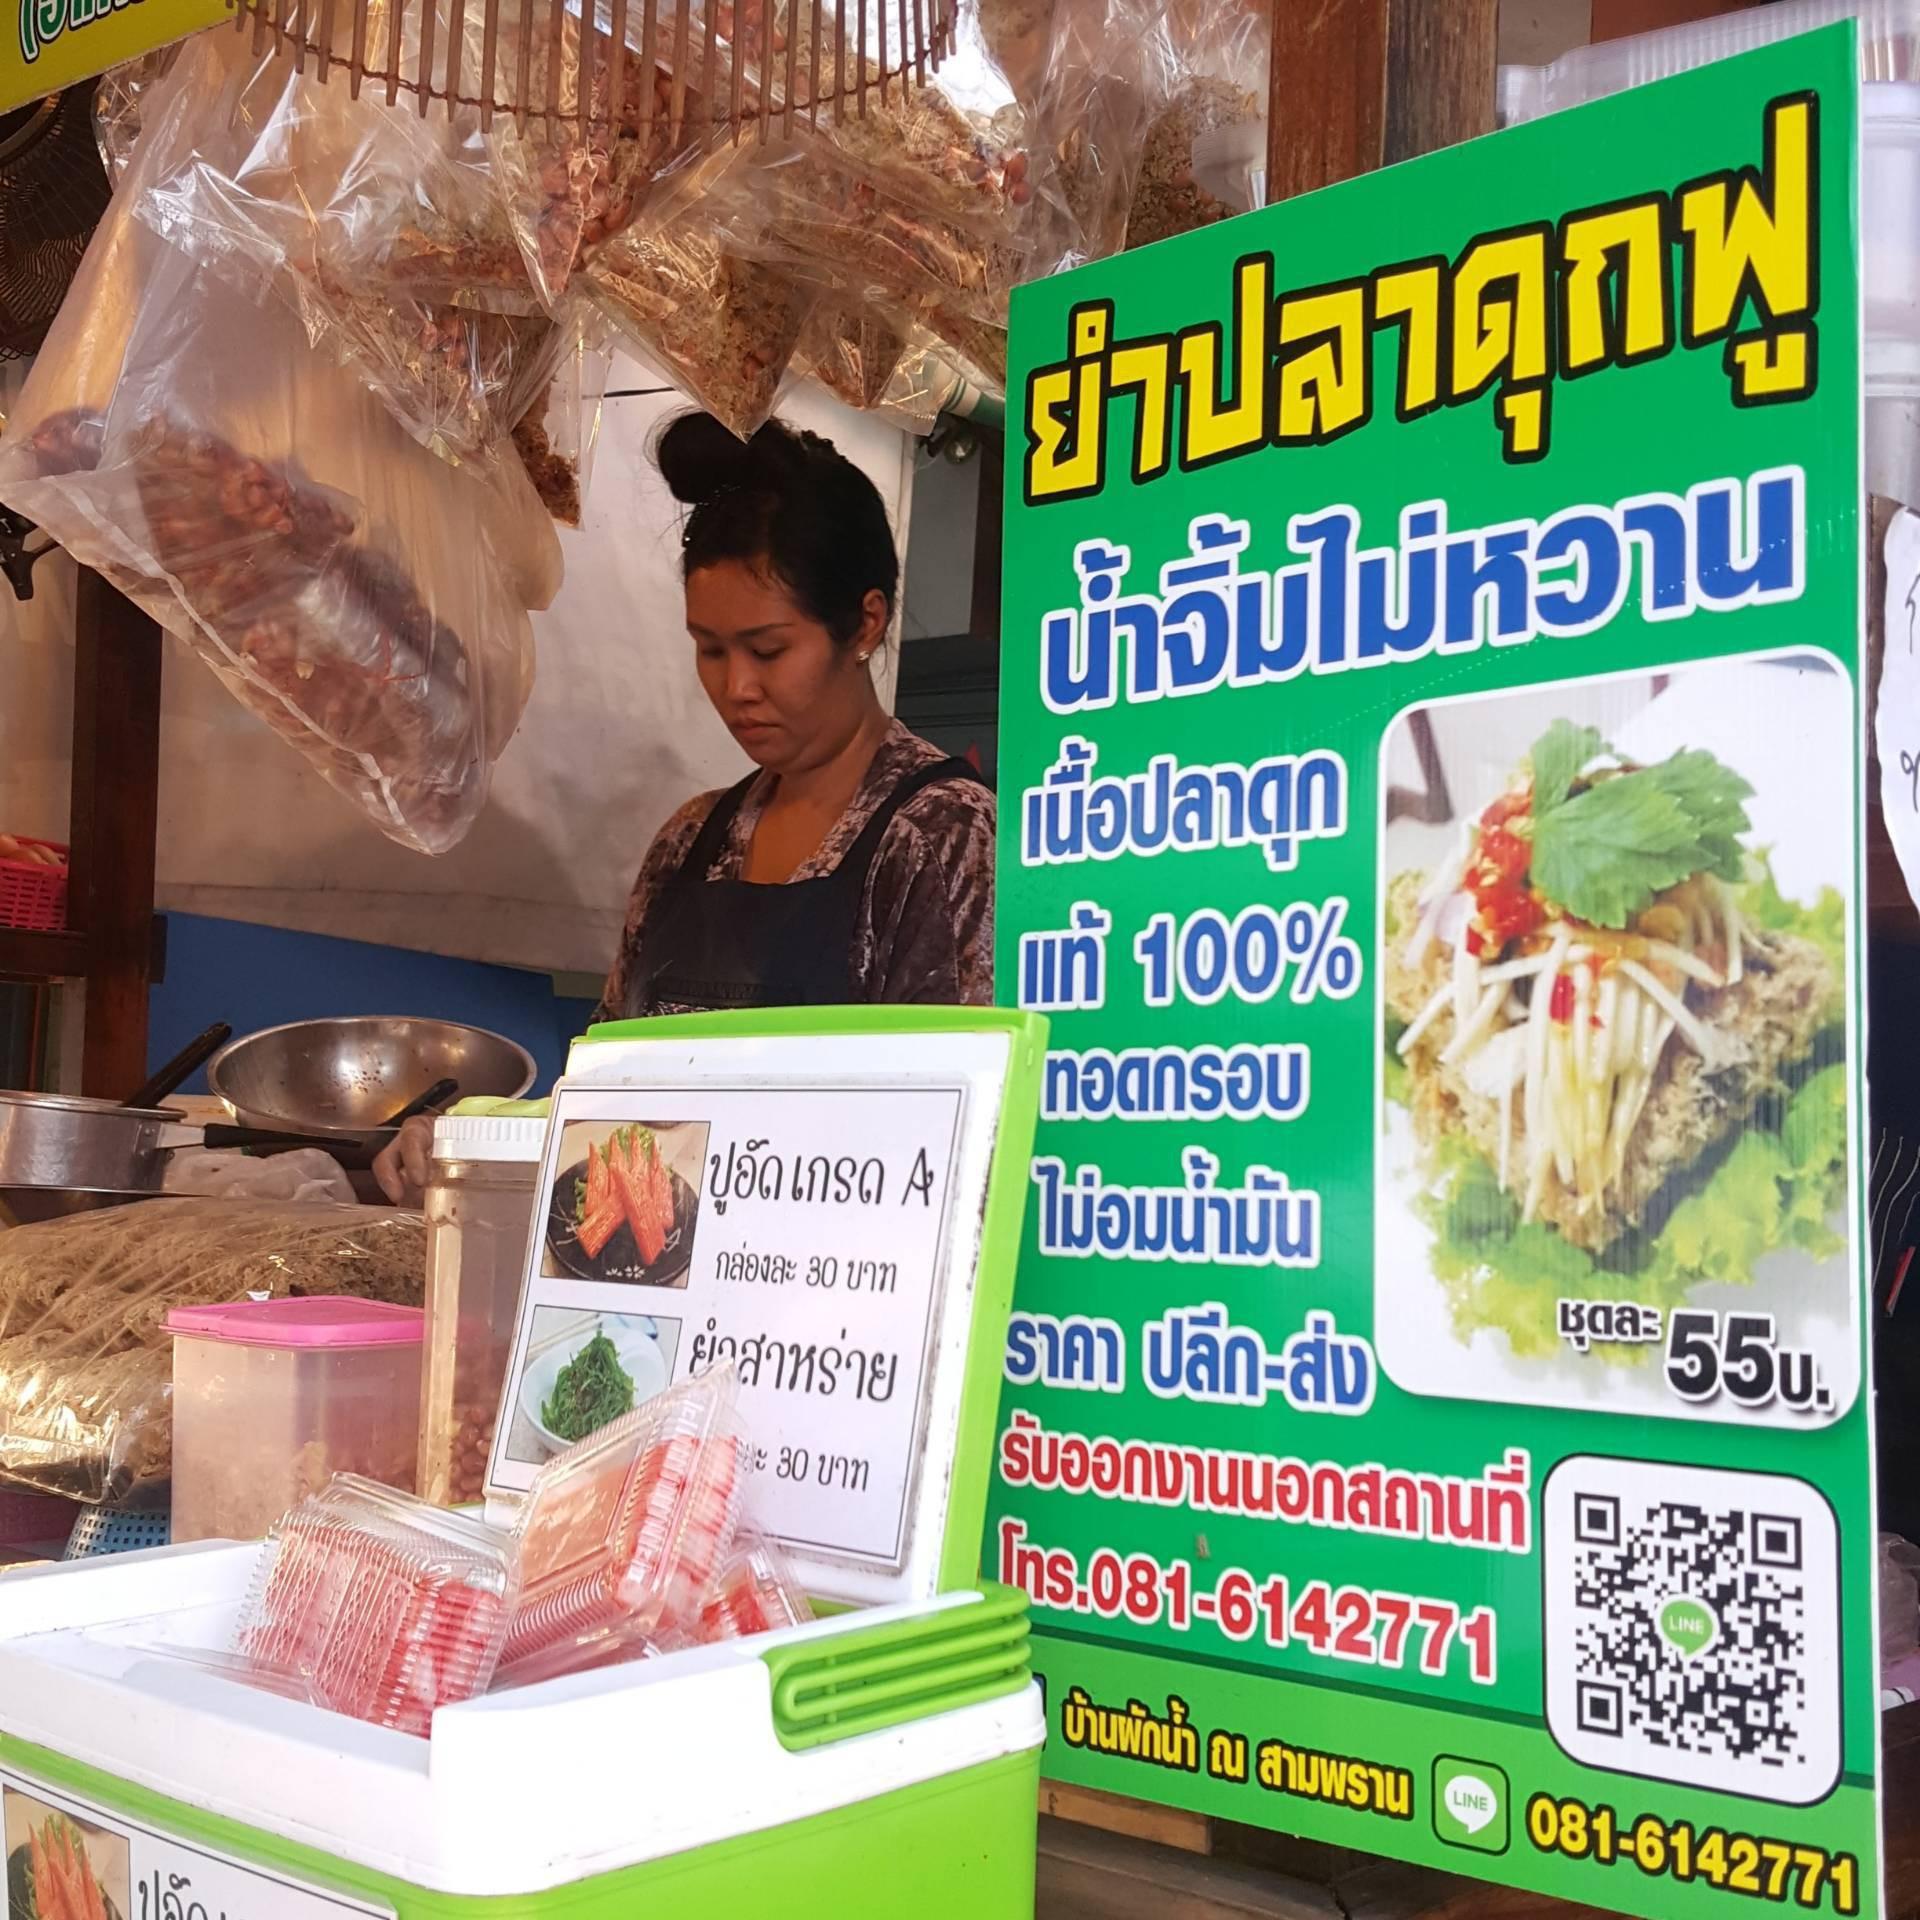 ยำปลาดุกฟู
น้ำจิ้มไม่หวาน
เนื้อปลาดุก
แท้ 100%
ทอดกรอบ
ไม่อมน้ำมัน
ราคา ปลีก-ส่ง
ชุดละ 55บ.
รับออกงานนอกสถานที่
โทร.081-6142771
LINE
บ้านผักน้ำ ณ สามพราน
LINE
081-6142771
ปูอัดเกรด A
กล่องละ 30 บาท
ยำสาหร่าย
ละ 30 บาท
ปูอัด